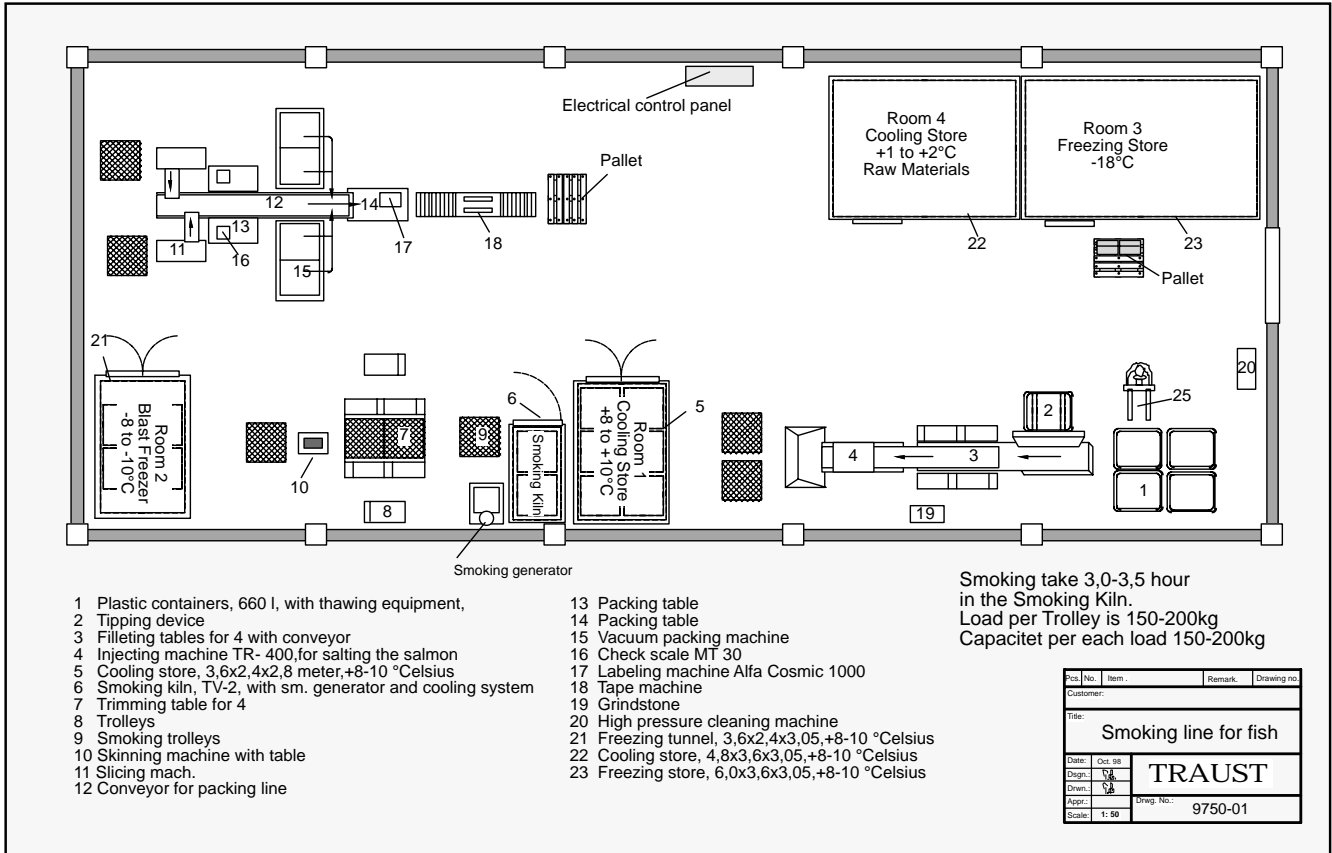 Electrical control panel
Room 4
Cooling Store
+1 to +2°C
Raw Materials
Room 3
Freezing Store
-18°C
Pallet
12
14
13
11
16
15
17
18
22
23
Pallet
21
Room 2
Blast Freezer
-8 to -10°C
10
7
8
9
6
Smoking Kiln
Room 1
Cooling Store
+8 to +10°C
5
4
3
2
25
20
1
19
Smoking generator
1 Plastic containers, 660 l, with thawing equipment,
2 Tipping device
3 Filleting tables for 4 with conveyor
4 Injecting machine TR- 400,for salting the salmon
5 Cooling store, 3,6x2,4x2,8 meter,+8-10 °Celsius
6 Smoking kiln, TV-2, with sm. generator and cooling system
7 Trimming table for 4
8 Trolleys
9 Smoking trolleys
10 Skinning machine with table
11 Slicing mach.
12 Conveyor for packing line
13 Packing table
14 Packing table
15 Vacuum packing machine
16 Check scale MT 30
17 Labeling machine Alfa Cosmic 1000
18 Tape machine
19 Grindstone
20 High pressure cleaning machine
21 Freezing tunnel, 3,6x2,4x3,05,+8-10 °Celsius
22 Cooling store, 4,8x3,6x3,05,+8-10 °Celsius
23 Freezing store, 6,0x3,6x3,05,+8-10 °Celsius
Smoking take 3,0-3,5 hour
in the Smoking Kiln.
Load per Trolley is 150-200kg
Capacitet per each load 150-200kg
Pcs. No. Item . Remark. Drawing no.
Customer:
Title:
Smoking line for fish
Date: Oct. 98
Dsgn.:
Drwn.:
Appr.:
Scale: 1: 50
TRAUST
Drwg. No.: 9750-01